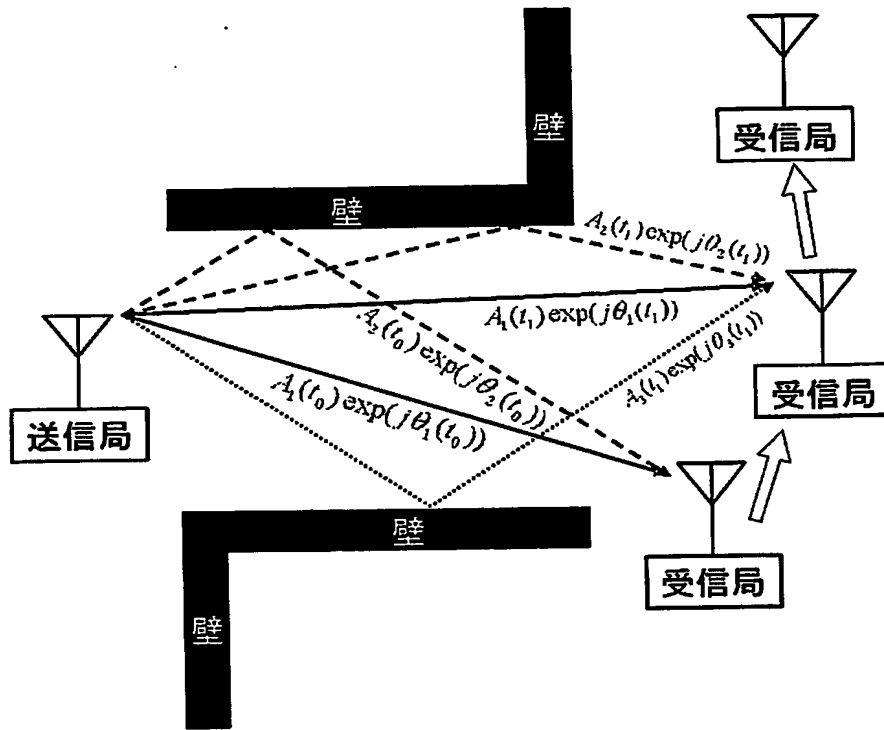 受信局
壁
壁
A₂(t₁)exp(jθ₂(t₁))
A₁(t₁)exp(jθ₁(t₁))
A₂(t₀)exp(jθ₂(t₀))
A₃(t₁)exp(jθ₃(t₁))
A₁(t₀)exp(jθ₁(t₀))
送信局
受信局
壁
受信局
壁